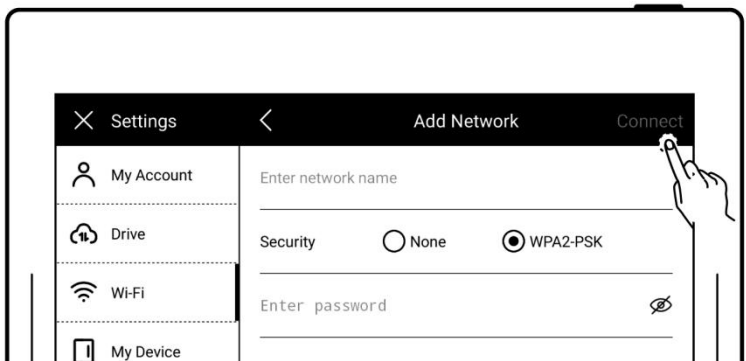 Settings
Add Network
Connect
My Account
Enter network name
Drive
Security
None
WPA2-PSK
Wi-Fi
Enter password
My Device